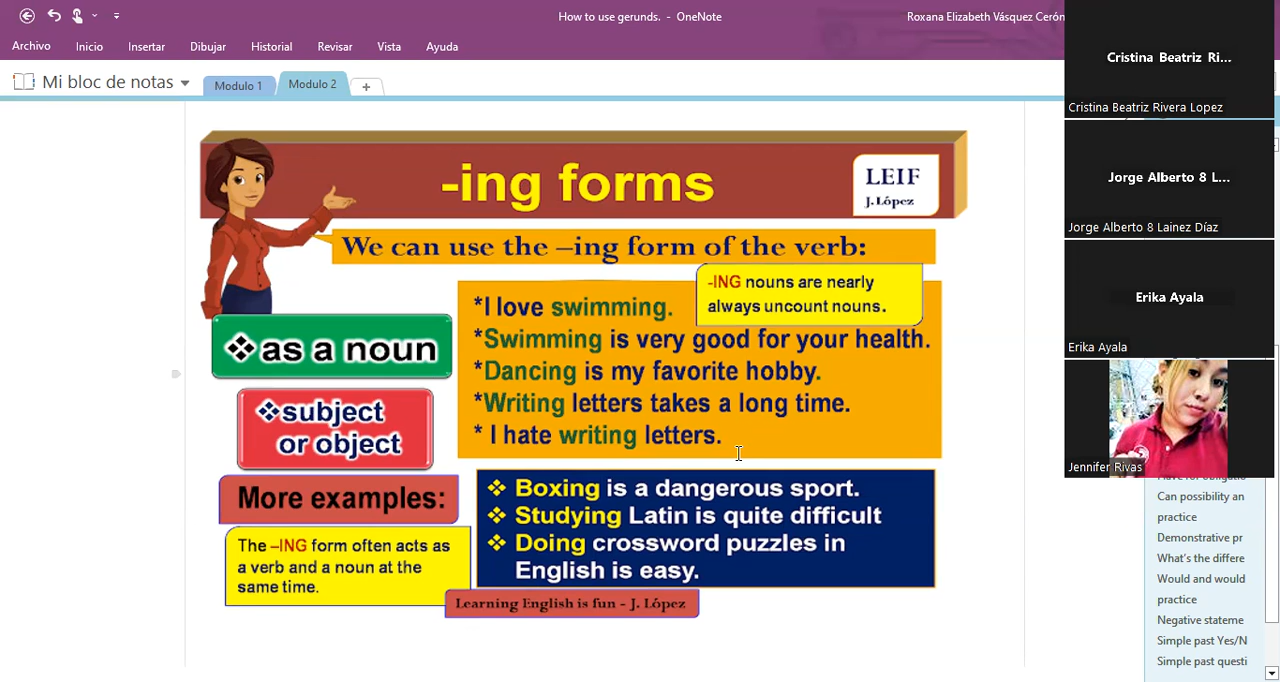 How to use gerunds. - OneNote
Roxana Elizabeth Vásquez Cerón
Archivo Inicio Insertar Dibujar Historial Revisar Vista Ayuda
Mi bloc de notas
Modulo 1
Modulo 2
+
-ing forms
LEIF
J. López
We can use the –ing form of the verb:
-ING nouns are nearly
always uncount nouns.
*I love swimming.
*Swimming is very good for your health.
*Dancing is my favorite hobby.
*Writing letters takes a long time.
* I hate writing letters.
as a noun
subject
or object
More examples:
The –ING form often acts as
a verb and a noun at the
same time.
Boxing is a dangerous sport.
Studying Latin is quite difficult
Doing crossword puzzles in
English is easy.
Learning English is fun - J. López
Cristina Beatriz Ri...
Cristina Beatriz Rivera Lopez
Jorge Alberto 8 L...
Jorge Alberto 8 Lainez Díaz
Erika Ayala
Erika Ayala
Jennifer Rivas
Can possibility an
practice
Demonstrative pr
What's the differe
Would and would
practice
Negative stateme
Simple past Yes/N
Simple past questi